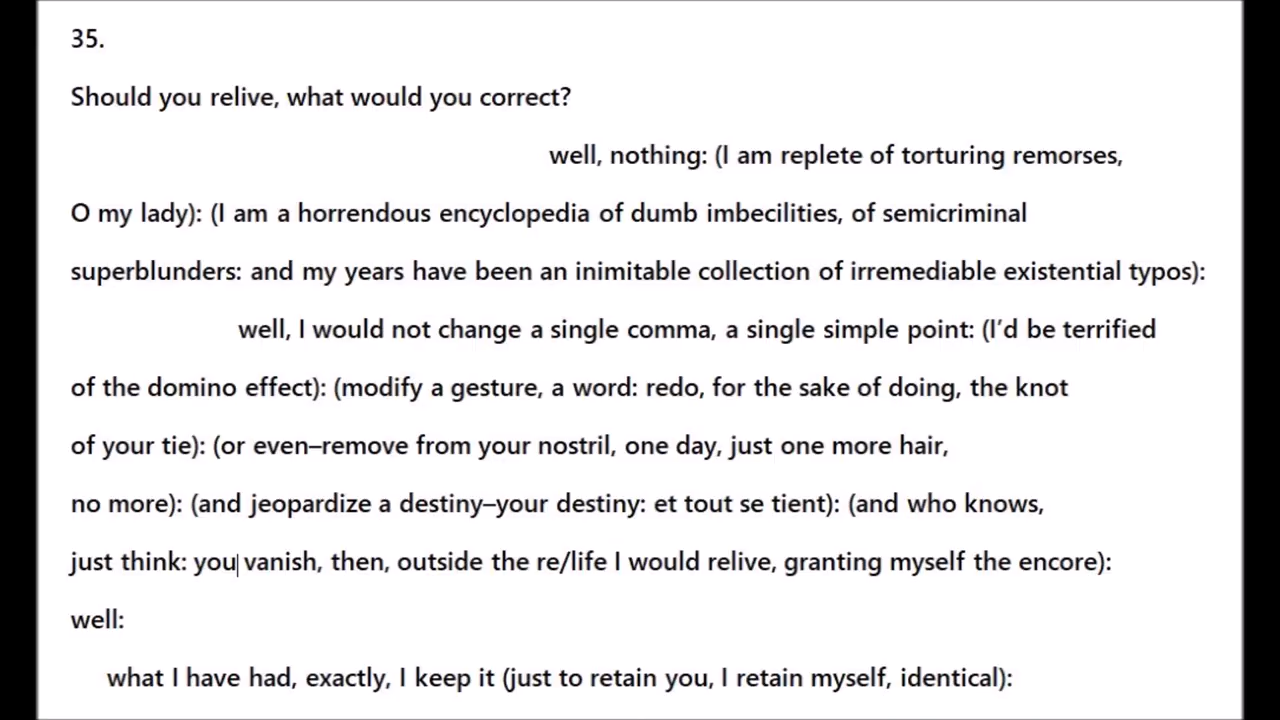 35.
Should you relive, what would you correct?
well, nothing: (I am replete of torturing remorses,
O my lady): (I am a horrendous encyclopedia of dumb imbecilities, of semicriminal
superblunders: and my years have been an inimitable collection of irremediable existential typos):
well, I would not change a single comma, a single simple point: (I’d be terrified
of the domino effect): (modify a gesture, a word: redo, for the sake of doing, the knot
of your tie): (or even–remove from your nostril, one day, just one more hair,
no more): (and jeopardize a destiny–your destiny: et tout se tient): (and who knows,
just think: you vanish, then, outside the re/life I would relive, granting myself the encore):
well:
what I have had, exactly, I keep it (just to retain you, I retain myself, identical):